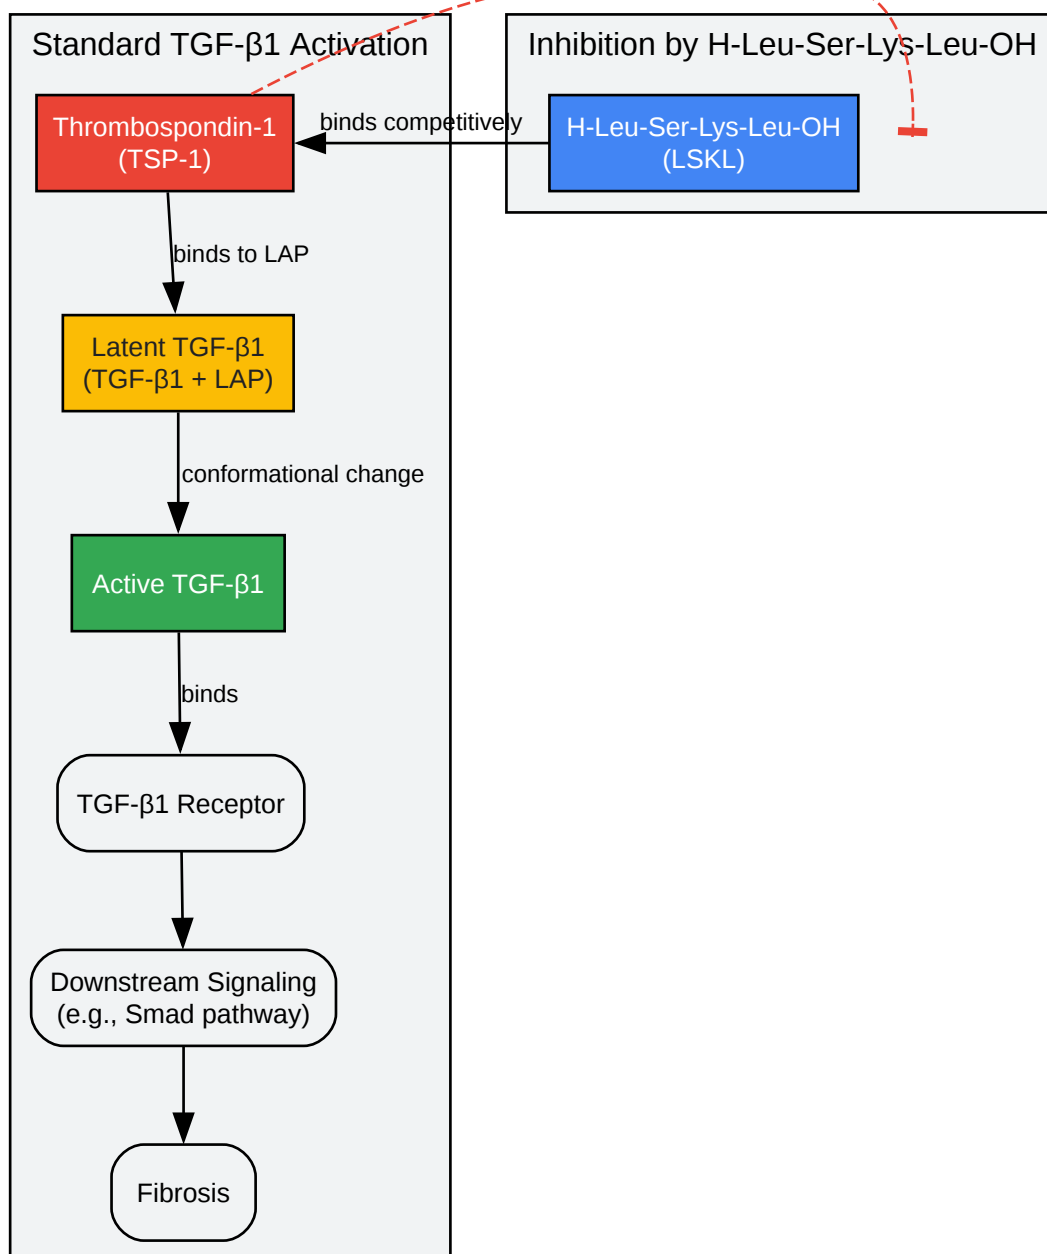 Standard TGF-β1 Activation
Inhibition by H-Leu-Ser-Lys-Leu-OH
Thrombospondin-1
(TSP-1)
binds competitively
H-Leu-Ser-Lys-Leu-OH
(LSKL)
binds to LAP
Latent TGF-β1
(TGF-β1 + LAP)
conformational change
Active TGF-β1
binds
TGF-β1 Receptor
Downstream Signaling
(e.g., Smad pathway)
Fibrosis